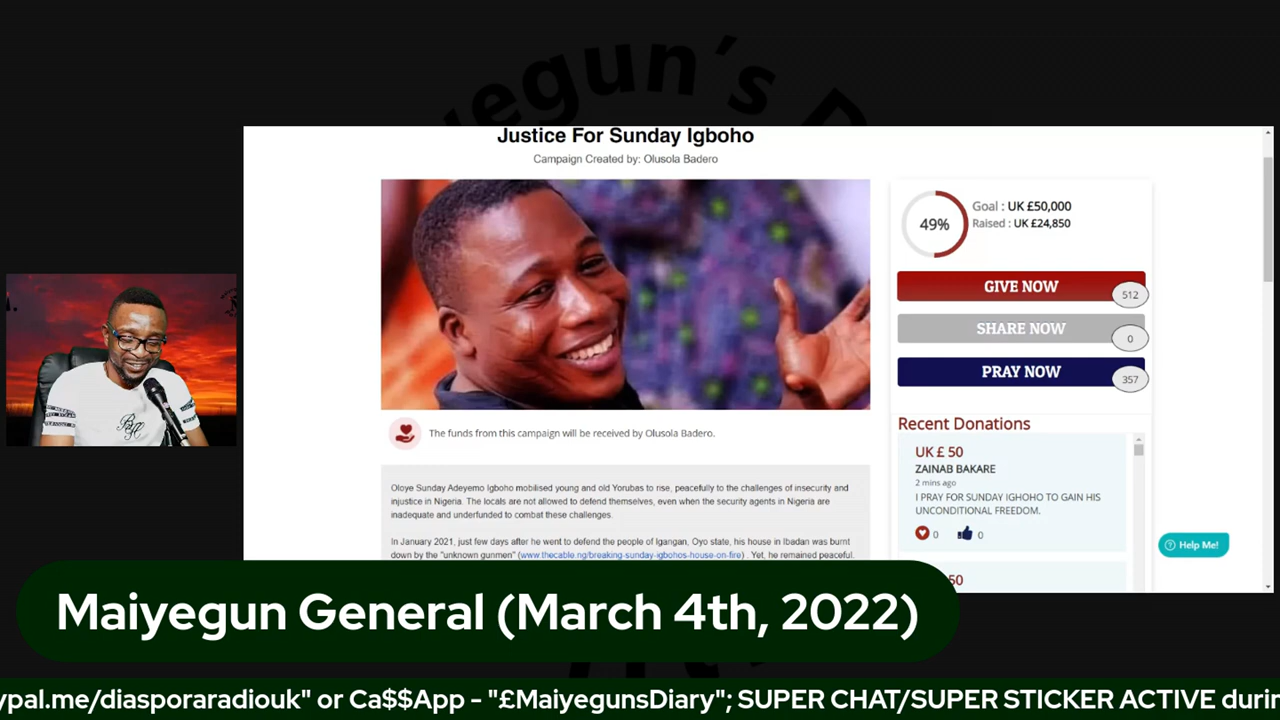 yegun's D
Justice For Sunday Igboho
Campaign Created by: Olusola Badero
49%
Goal : UK £50,000
Raised : UK £24,850
GIVE NOW
512
SHARE NOW
0
PRAY NOW
357
The funds from this campaign will be received by Olusola Badero.
Oloye Sunday Adeyemo Igboho mobilised young and old Yorubas to rise, peacefully to the challenges of insecurity and
injustice in Nigeria. The locals are not allowed to defend themselves, even when the security agents in Nigeria are
inadequate and underfunded to combat these challenges.
In January 2021, just few days after he went to defend the people of Igangan, Oyo state, his house in Ibadan was burnt
down by the "unknown gunmen" (www.thecable.ng/breaking-sunday-igbohos-house-on-fire) . Yet, he remained peaceful.
Recent Donations
UK £ 50
ZAINAB BAKARE
2 mins ago
I PRAY FOR SUNDAY IGHOHO TO GAIN HIS
UNCONDITIONAL FREEDOM.
0 0
50
Help Me!
Maiyegun General (March 4th, 2022)
ypal.me/diasporaradiouk" or Ca$$App - "£MaiyegunsDiary"; SUPER CHAT/SUPER STICKER ACTIVE durin